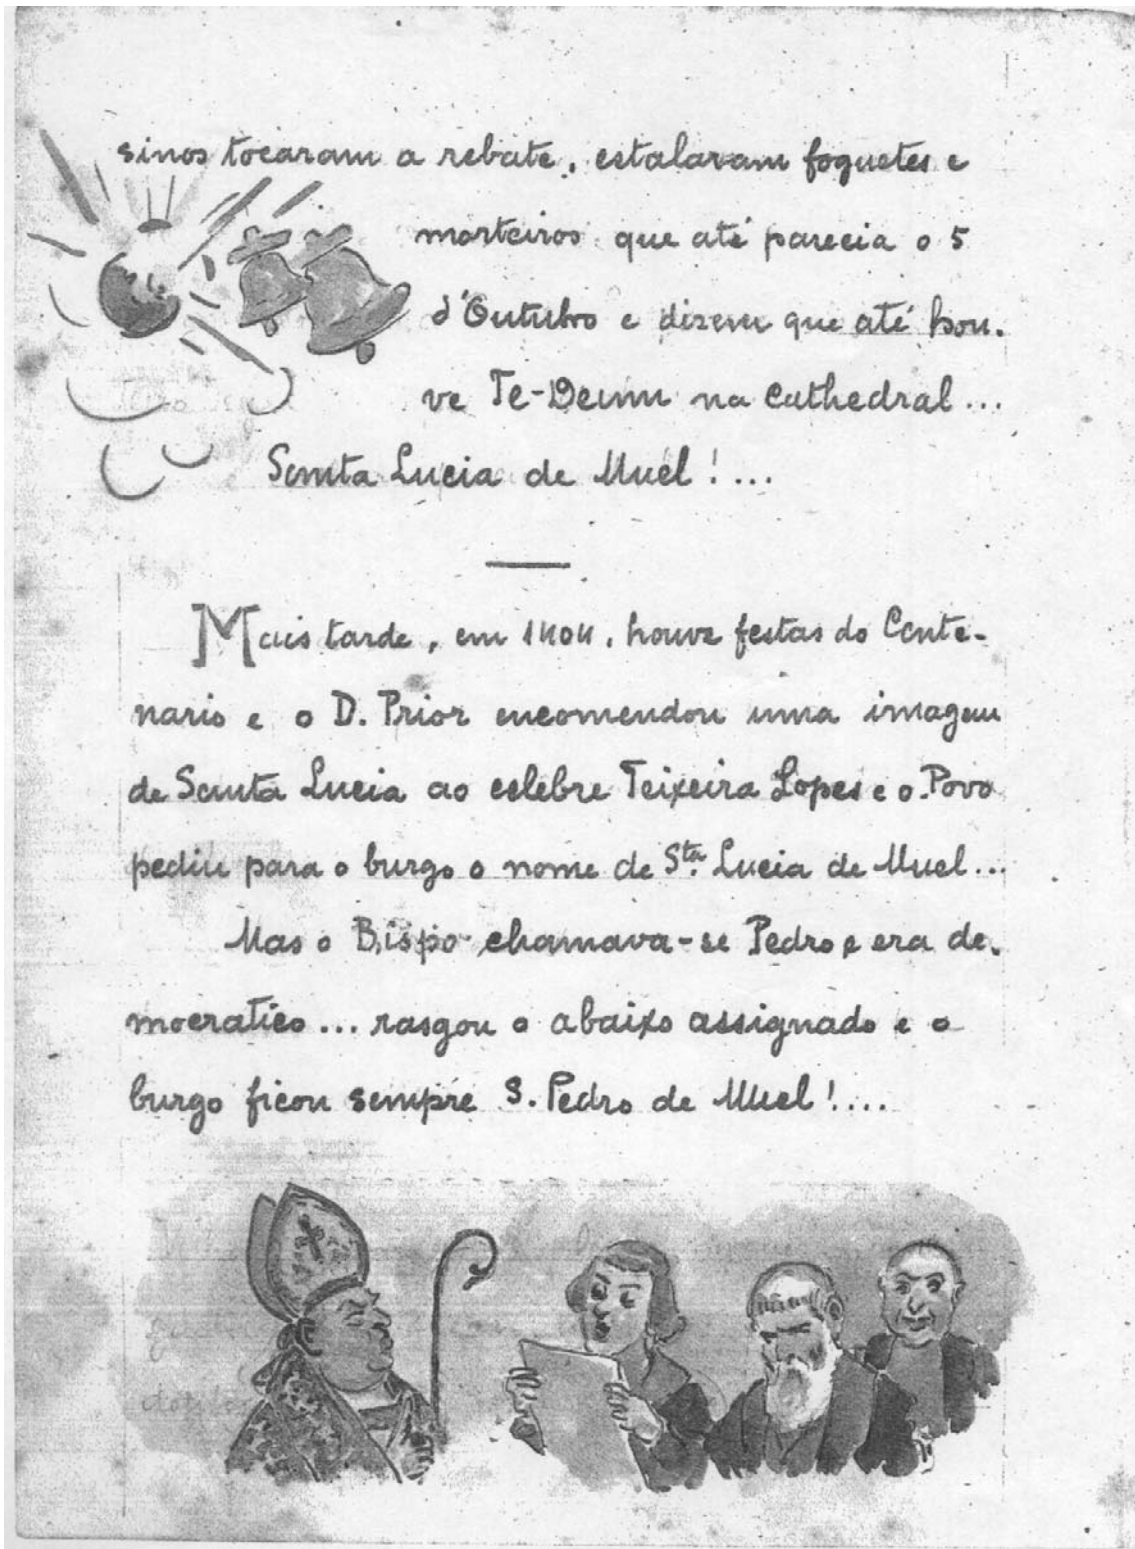 sinos tocaram a rebate, estalaram foguetes e
morteiros que até parecia o 5
d'Outubro e dizem que até hou-
ve Te-Deum na Cathedral...
Santa Lucia de Muel!...
Mais tarde, em 1404, houve festas do Cente-
nario e o D. Prior encomendou uma imagem
de Santa Lucia ao celebre Teixeira Lopes e o Povo
pediu para o burgo o nome de Sta. Lucia de Muel...
Mas o Bispo chamava-se Pedro e era de-
mocratico... rasgou o abaixo assignado e o
burgo ficou sempre S. Pedro de Muel!....